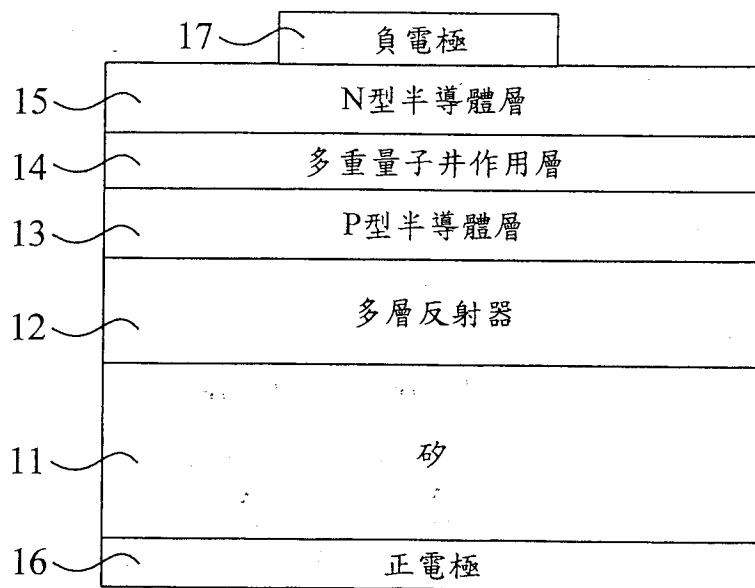 17 負電極
15 N型半導體層
14 多重量子井作用層
13 P型半導體層
12 多層反射器
11 矽
16 正電極